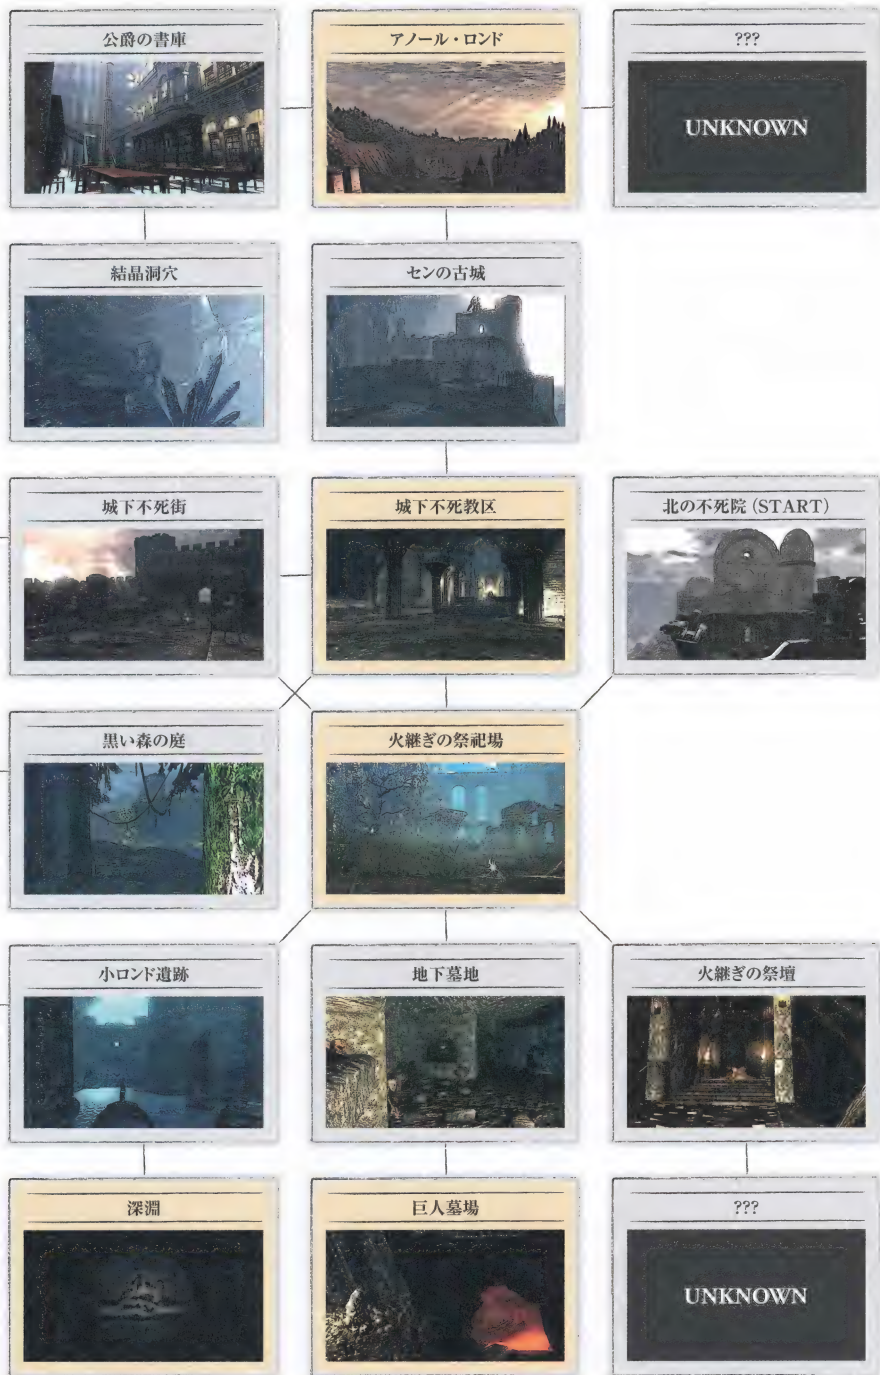 公爵の書庫
アノール・ロンド
???
UNKNOWN
結晶洞穴
センの古城
城下不死街
城下不死教区
北の不死院 (START)
黒い森の庭
火継ぎの祭祀場
小ロンド遺跡
地下墓地
火継ぎの祭壇
深淵
巨人墓場
???
UNKNOWN